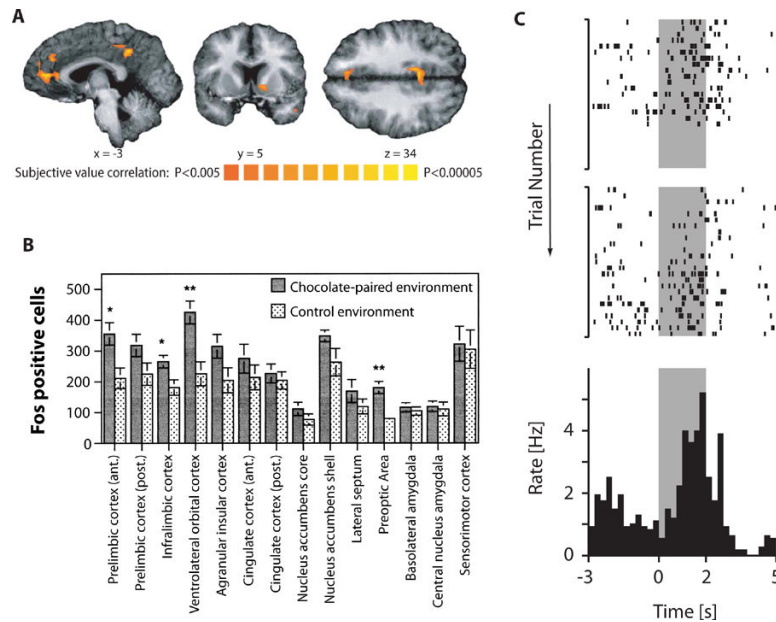 A
x = -3 y = 5 z = 34
Subjective value correlation: P<0.005 P<0.00005
B
Fos positive cells
500
400
300
200
100
0
Chocolate-paired environment
Control environment
* * ** **
Prelimbic cortex (ant.)
Prelimbic cortex (post.)
Infralimbic cortex
Ventrolateral orbital cortex
Agranular insular cortex
Cingulate cortex (ant.)
Cingulate cortex (post.)
Nucleus accumbens core
Nucleus accumbens shell
Lateral septum
Preoptic Area
Basolateral amygdala
Central nucleus amygdala
Sensorimotor cortex
C
Trial Number
Rate [Hz]
4
2
0
-3 0 2 5
Time [s]